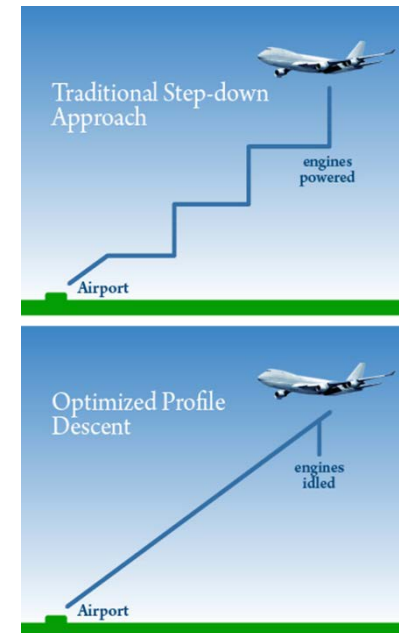 Traditional Step-down
Approach
engines
powered
Airport
Optimized Profile
Descent
engines
idled
Airport